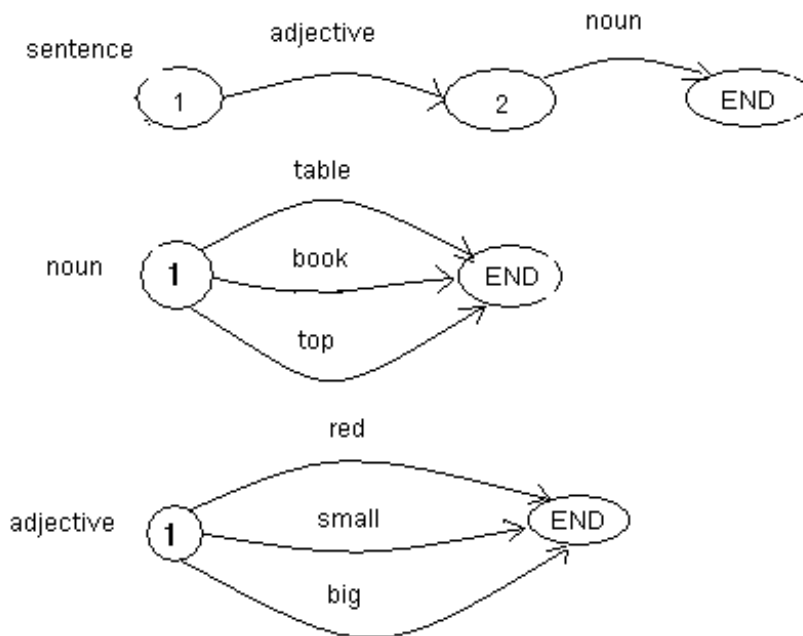 sentence
adjective
noun
1
2
END
table
noun
1
book
END
top
red
adjective
1
small
END
big